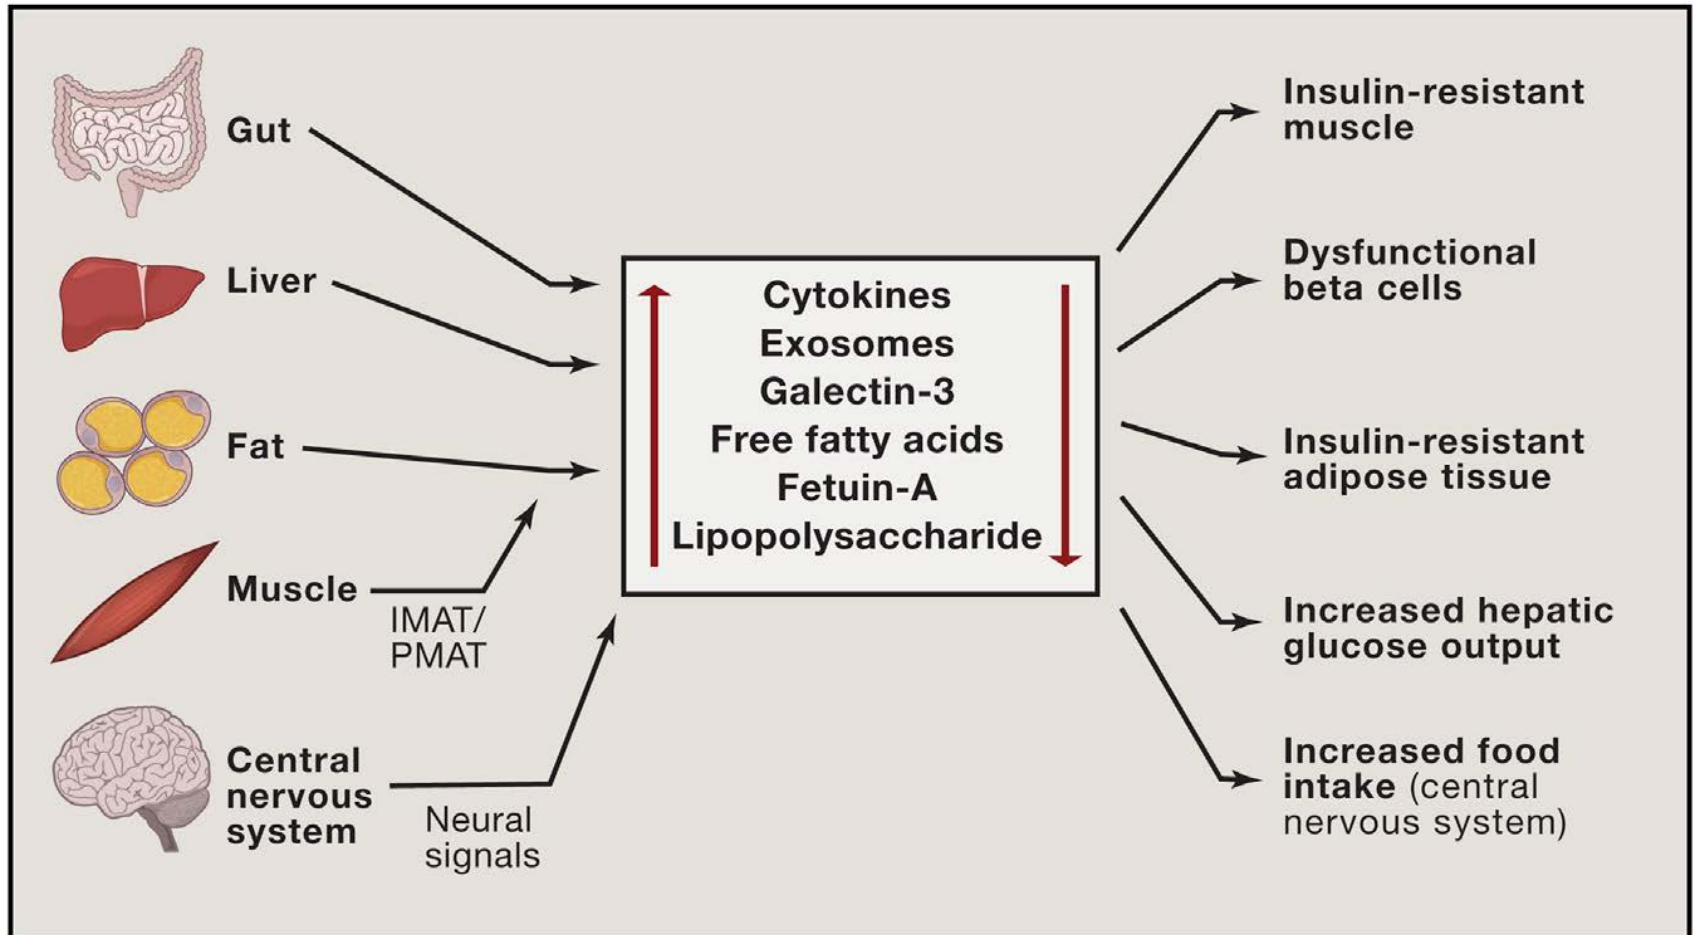 Gut
Liver
Fat
Muscle
IMAT/
PMAT
Central
nervous
system
Neural
signals
Cytokines
Exosomes
Galectin-3
Free fatty acids
Fetuin-A
Lipopolysaccharide
Insulin-resistant
muscle
Dysfunctional
beta cells
Insulin-resistant
adipose tissue
Increased hepatic
glucose output
Increased food
intake (central
nervous system)